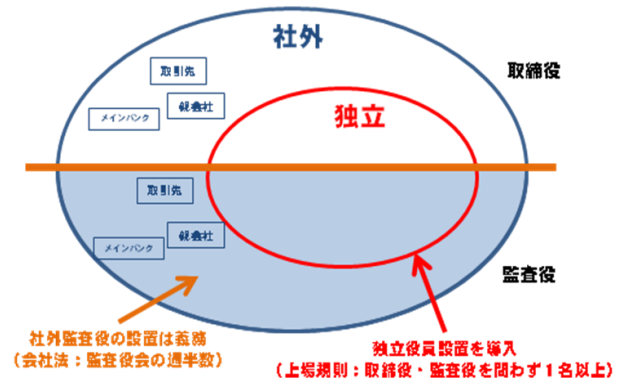 社外
取締役
取引先
親会社
メインバンク
独立
取引先
親会社
メインバンク
監査役
社外監査役の設置は義務
（会社法：監査役会の過半数）
独立役員設置を導入
（上場規則：取締役・監査役を問わず１名以上）